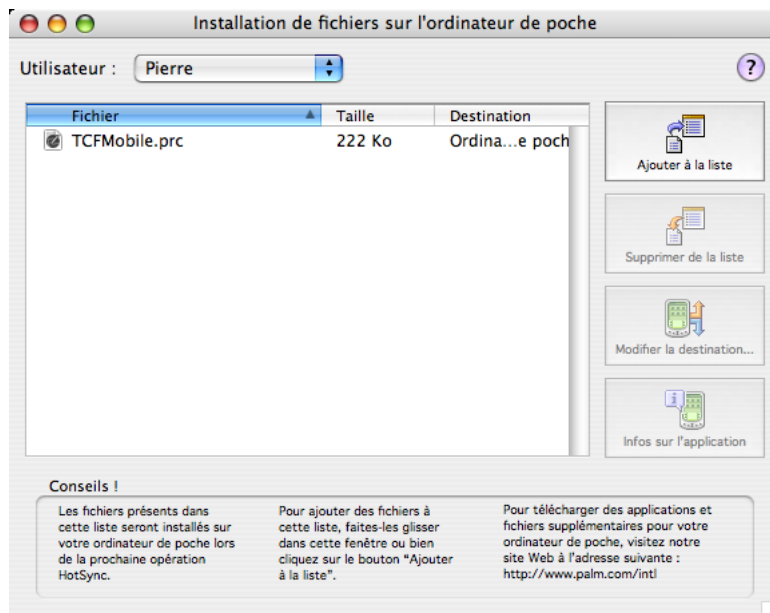 Installation de fichiers sur l'ordinateur de poche
Utilisateur : Pierre
?
Fichier Taille Destination
TCFMobile.prc 222 Ko Ordina...e poch
Ajouter à la liste
Supprimer de la liste
Modifier la destination...
Infos sur l'application
Conseils !
Les fichiers présents dans
cette liste seront installés sur
votre ordinateur de poche lors
de la prochaine opération
HotSync.
Pour ajouter des fichiers à
cette liste, faites-les glisser
dans cette fenêtre ou bien
cliquez sur le bouton "Ajouter
à la liste".
Pour télécharger des applications et
fichiers supplémentaires pour votre
ordinateur de poche, visitez notre
site Web à l'adresse suivante :
http://www.palm.com/intl